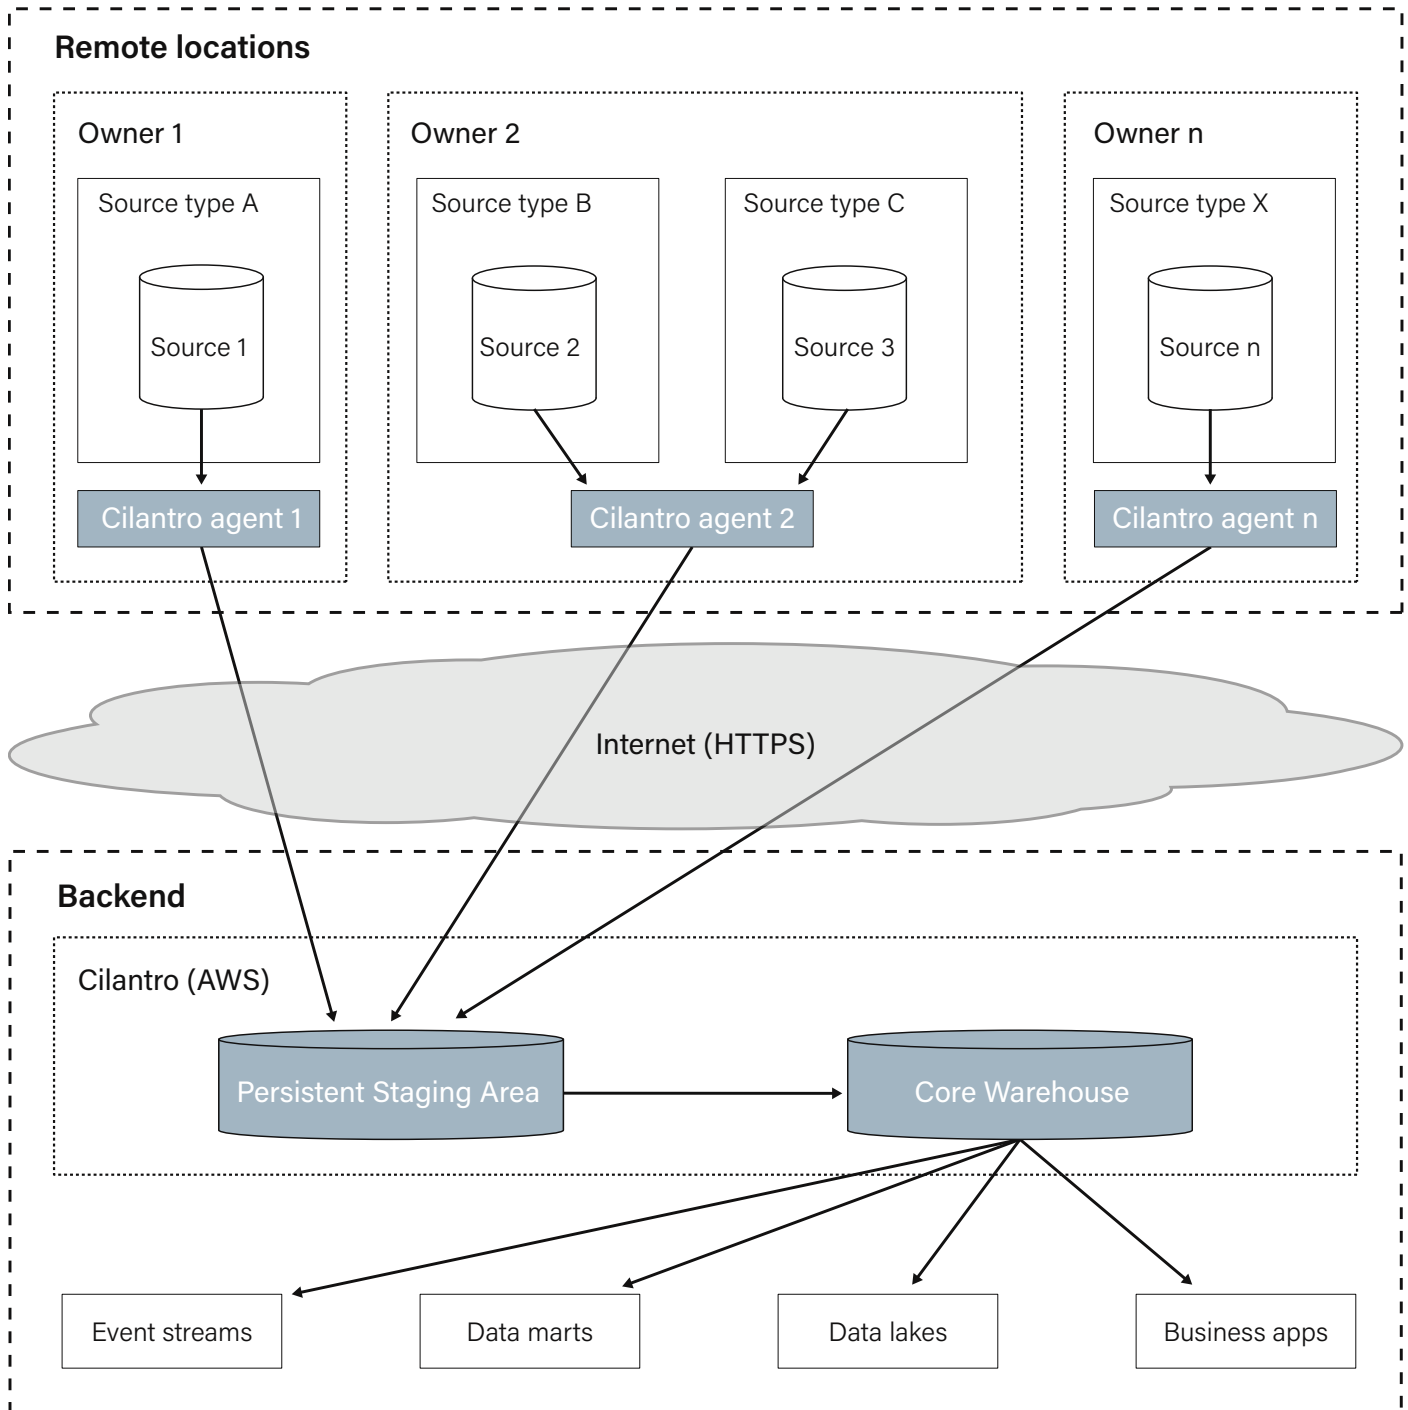 Remote locations
Owner 1
Owner 2
Owner n
Source type A
Source type B
Source type C
Source type X
Source 1
Source 2
Source 3
Source n
Cilantro agent 1
Cilantro agent 2
Cilantro agent n
Internet (HTTPS)
Backend
Cilantro (AWS)
Persistent Staging Area
Core Warehouse
Event streams
Data marts
Data lakes
Business apps